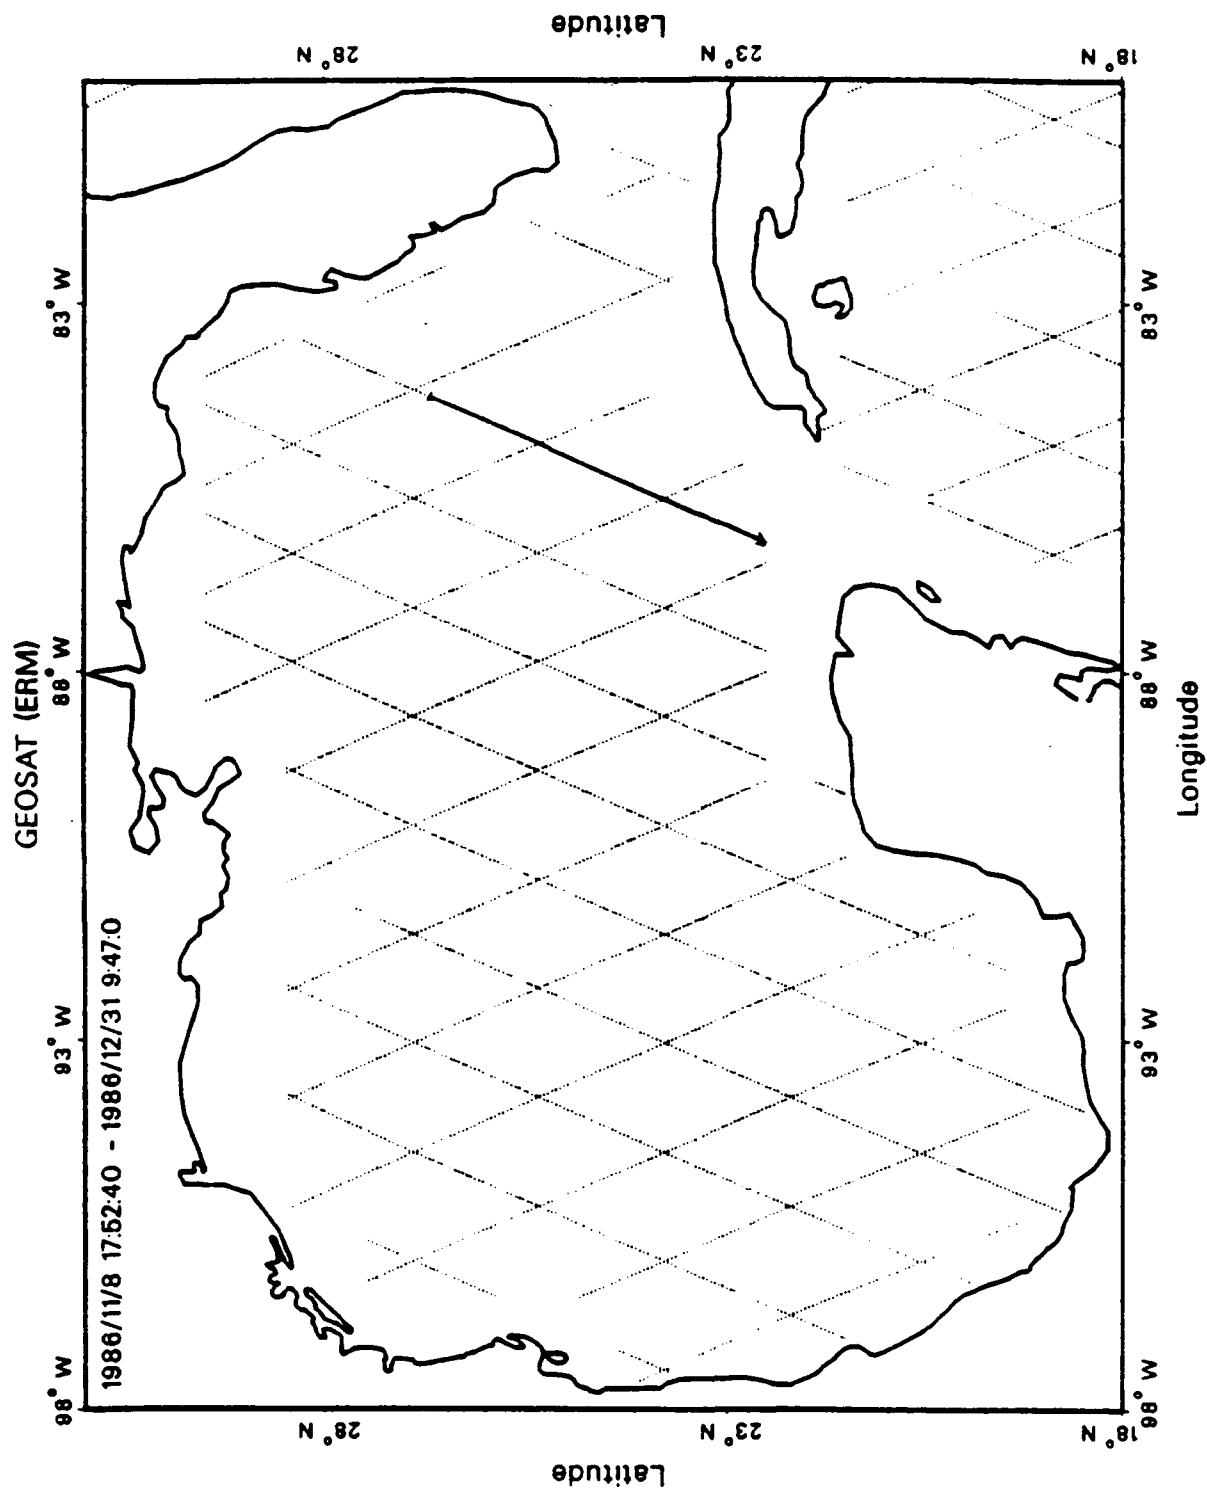 GEOSAT (ERM)
98° W
93° W
88° W
83° W
1986/11/8 17:52:40 - 1986/12/31 9:47:0
28° N
28° N
23° N
23° N
18° N
18° N
Latitude
Latitude
98° W
93° W
88° W
83° W
Longitude